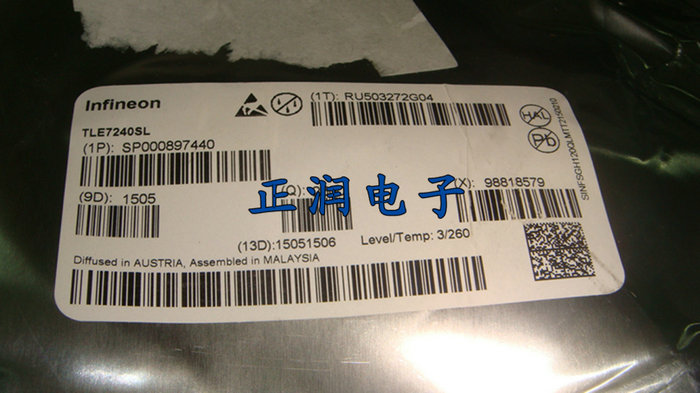 Infineon
(1T): RU503272G04
TLE7240SL
(1P): SP000897440
HAL
Pb
(9D): 1505
(Q):
(X): 98818579
正润电子
(13D):15051506
Level/Temp: 3/260
Diffused in AUSTRIA, Assembled in MALAYSIA